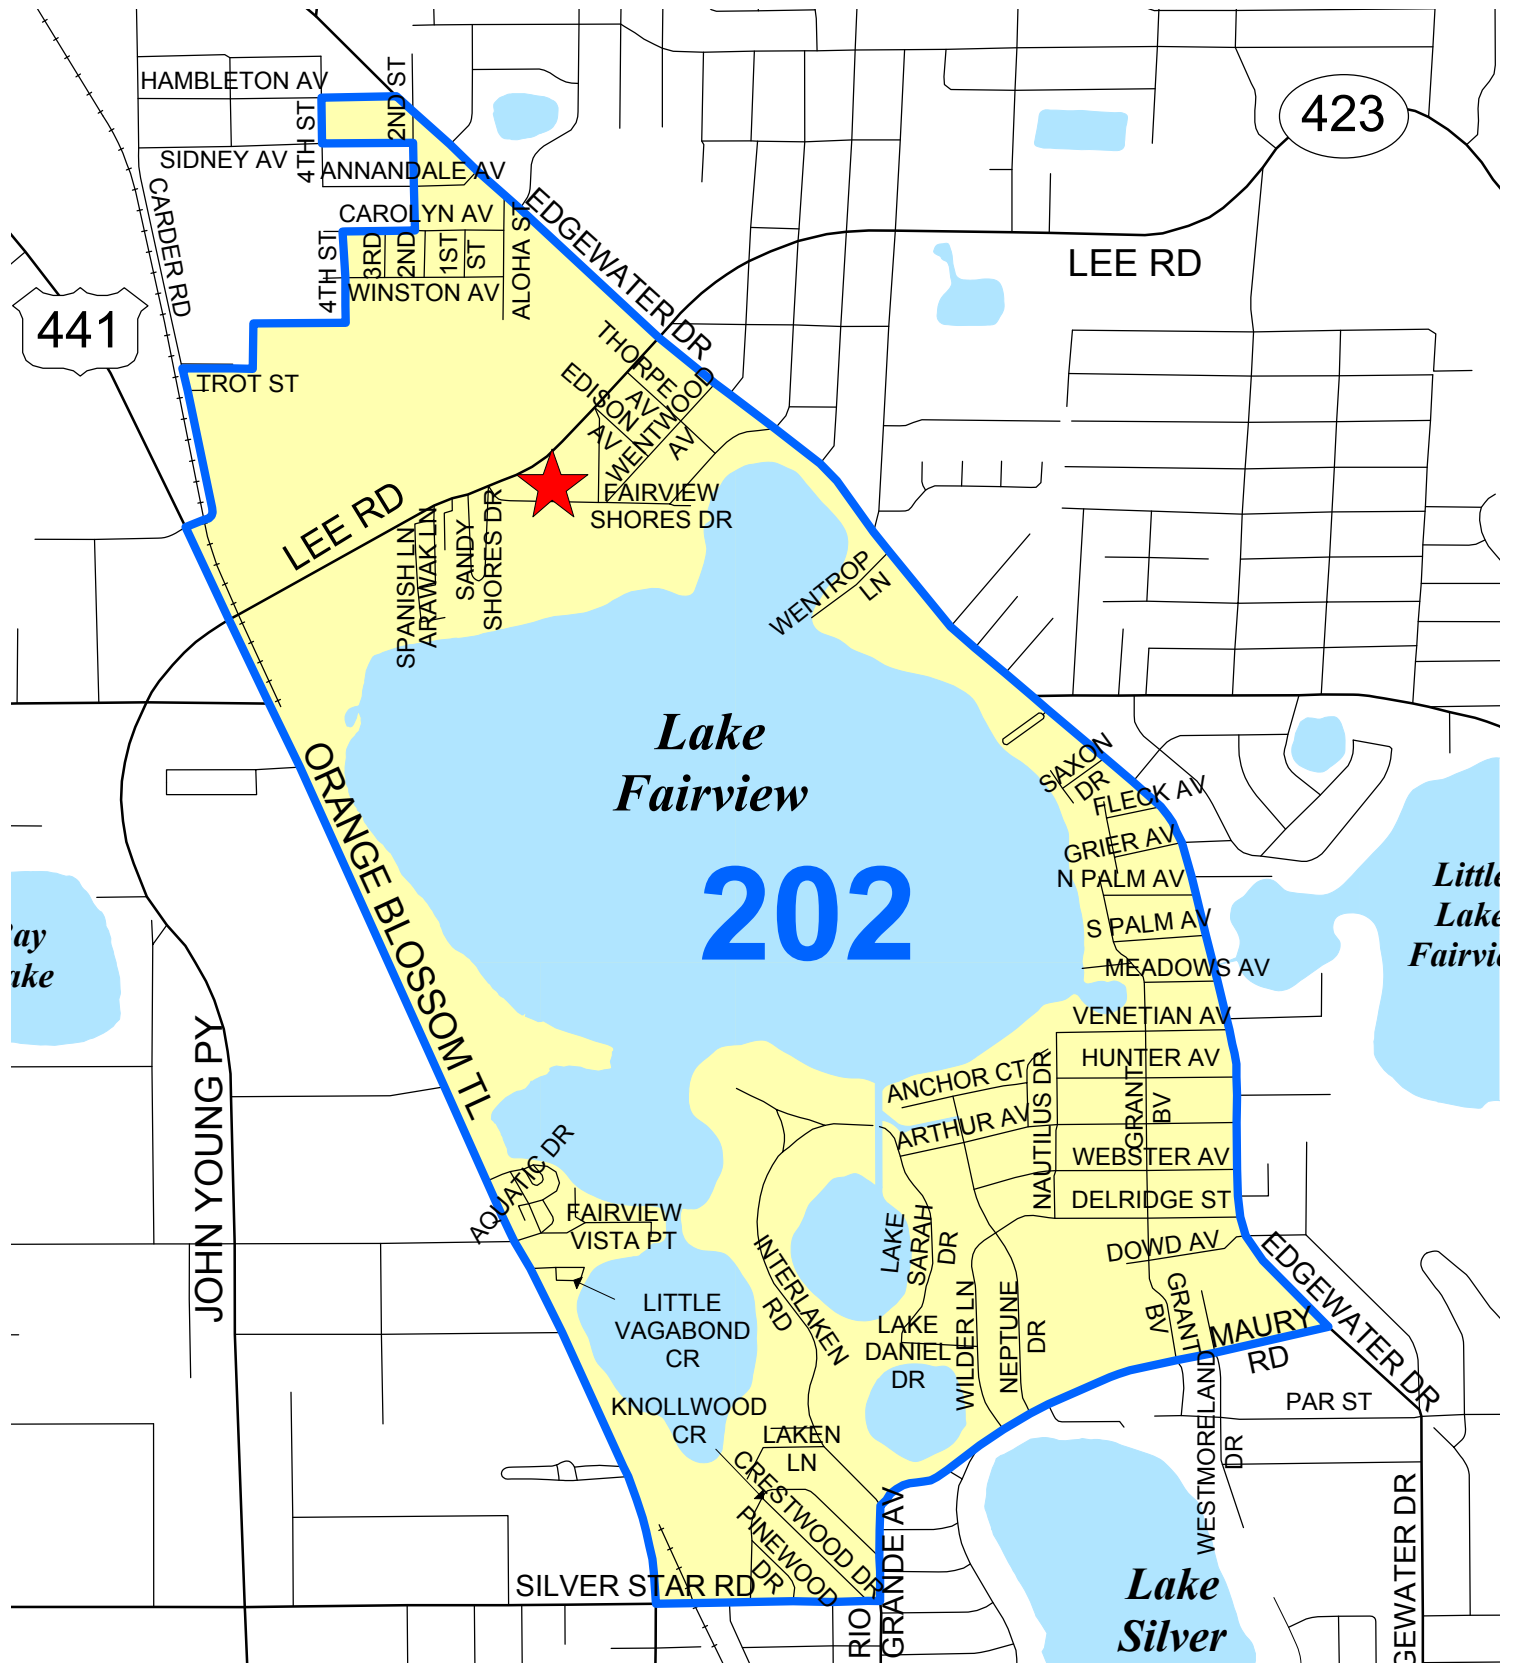 HAMBLETON AV
2ND ST
4TH ST
423
SIDNEY AV
ANNANDALE AV
CARDER RD
CAROLYN AV
EDGEWATER DR
ALOHA ST
4TH ST
3RD
2ND
1ST
ST
LEE RD
WINSTON AV
441
THORPE
AV
TROT ST
EDISON
AV
WENTWOOD
AV
LEE RD
FAIRVIEW
SHORES DR
SPANISH LN
ARAWAK LN
SANDY
SHORES DR
WENTROP
LN
Lake
Fairview
ORANGE BLOSSOM TL
SAXON
DR
FLECK AV
GRIER AV
N PALM AV
202
S PALM AV
Little
Lake
MEADOWS AV
VENETIAN AV
JOHN YOUNG PY
HUNTER AV
ANCHOR CT
NAUTILUS DR
GRANT
BV
ARTHUR AV
WEBSTER AV
AQUATIC DR
DELRIDGE ST
FAIRVIEW
VISTA PT
LAKE
SARAH
DR
INTERLAKEN
RD
DOWD AV
EDGEWATER DR
LITTLE
VAGABOND
CR
GRANT
BV
LAKE
DANIEL
DR
WILDER LN
NEPTUNE
DR
MAURY
RD
KNOLLWOOD
CR
PAR ST
WESTMORELAND
DR
LAKEN
LN
CRESTWOOD DR
PINEWOOD
DR
SILVER STAR RD
RIO
GRANDE AV
Lake
Silver
GEWATER DR